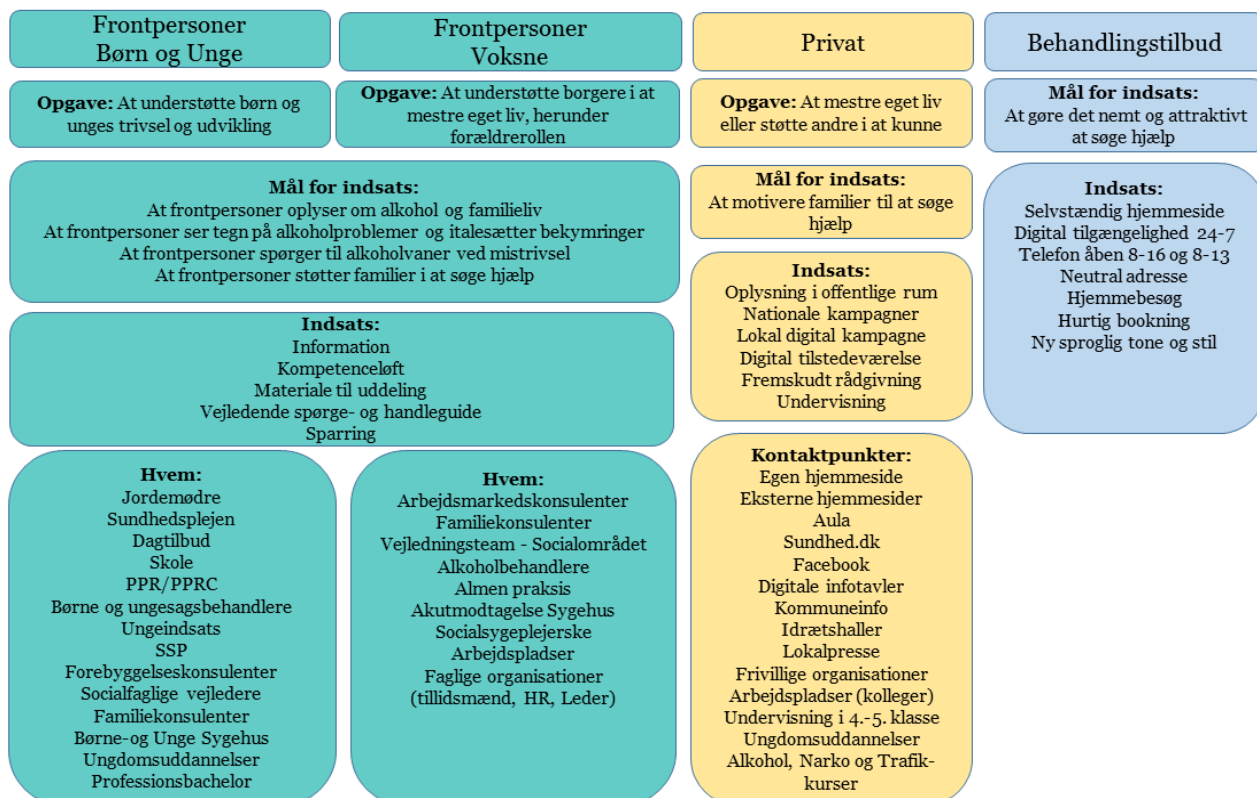 Frontpersoner
Børn og Unge
Frontpersoner
Voksne
Privat
Behandlingstilbud
Opgave: At understøtte børn og
unges trivsel og udvikling
Opgave: At understøtte borgere i at
mestre eget liv, herunder
forældrerollen
Opgave: At mestre eget liv
eller støtte andre i at kunne
Mål for indsats:
At gøre det nemt og attraktivt
at søge hjælp
Mål for indsats:
At frontpersoner oplyser om alkohol og familieliv
At frontpersoner ser tegn på alkoholproblemer og italesætter bekymringer
At frontpersoner spørger til alkoholvaner ved mistrivsel
At frontpersoner støtter familier i at søge hjælp
Mål for indsats:
At motivere familier til at søge
hjælp
Indsats:
Selvstændig hjemmeside
Digital tilgængelighed 24-7
Telefon åben 8-16 og 8-13
Neutral adresse
Hjemmebesøg
Hurtig bookning
Ny sproglig tone og stil
Indsats:
Information
Kompetenceløft
Materiale til uddeling
Vejledende spørge- og handleguide
Sparring
Indsats:
Oplysning i offentlige rum
Nationale kampagner
Lokal digital kampagne
Digital tilstedeværelse
Fremskudt rådgivning
Undervisning
Hvem:
Jordemødre
Sundhedsplejen
Dagtilbud
Skole
PPR/PPRC
Børne og ungesagsbehandlere
Ungeindsats
SSP
Forebyggelseskonsulenter
Socialfaglige vejledere
Familiekonsulenter
Børne-og Unge Sygehus
Ungdomsuddannelser
Professionsbachelor
Hvem:
Arbejdsmarkedskonsulenter
Familiekonsulenter
Vejledningsteam - Socialområdet
Alkoholbehandlere
Almen praksis
Akutmodtagelse Sygehus
Socialsygeplejerske
Arbejdspladser
Faglige organisationer
(tillidsmænd, HR, Leder)
Kontaktpunkter:
Egen hjemmeside
Eksterne hjemmesider
Aula
Sundhed.dk
Facebook
Digitale infotavler
Kommuneinfo
Idrætshaller
Lokalpresse
Frivillige organisationer
Arbejdspladser (kolleger)
Undervisning i 4.-5. klasse
Ungdomsuddannelser
Alkohol, Narko og Trafik-
kurser